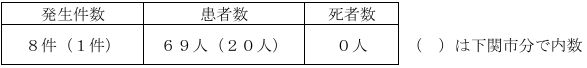 発生件数 患者数 死者数
８件（１件） ６９人（２０人） ０人 （　）は下関市分で内数